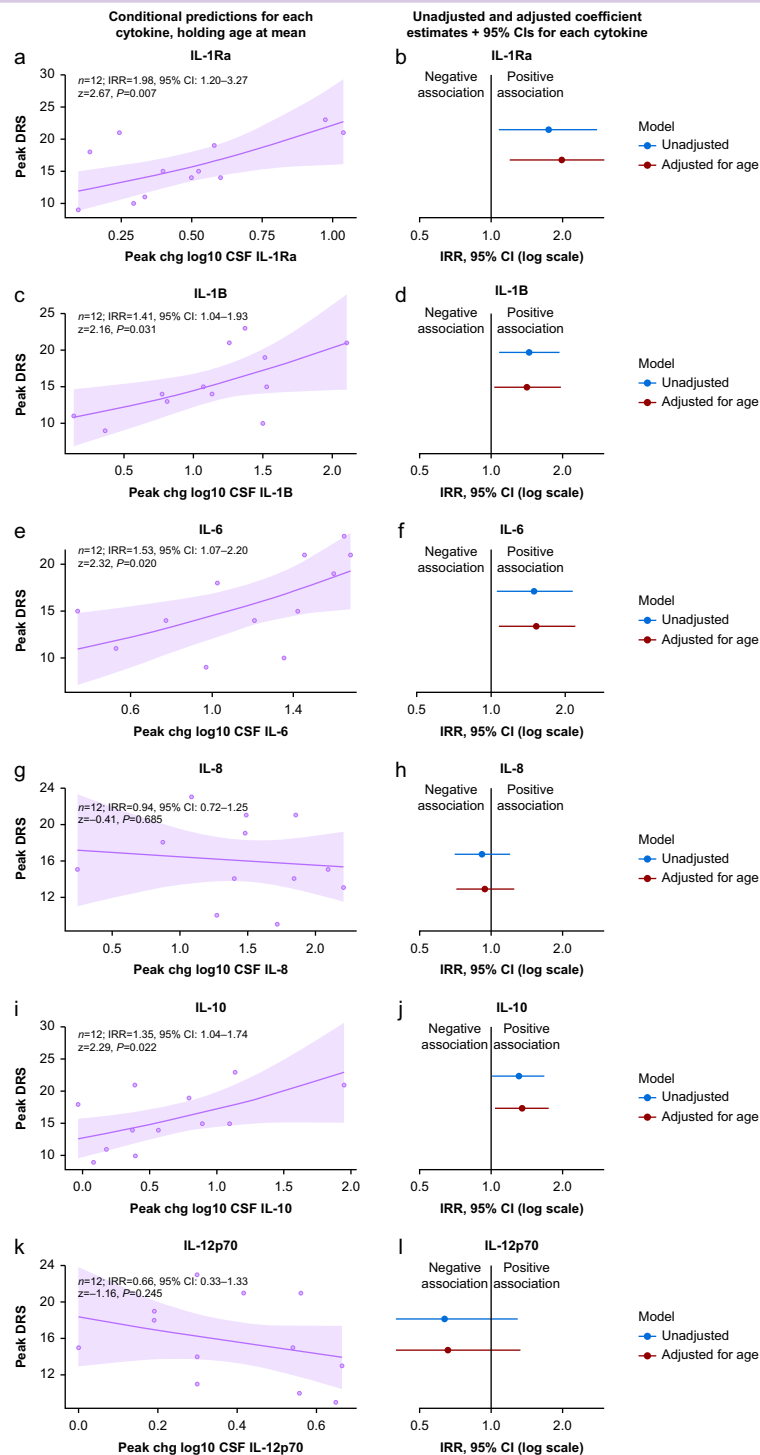 Conditional predictions for each
cytokine, holding age at mean
Unadjusted and adjusted coefficient
estimates + 95% CIs for each cytokine
a
IL-1Ra
n=12; IRR=1.98, 95% CI: 1.20–3.27
z=2.67, P=0.007
Peak DRS
30
25
20
15
10
0.25
0.50
0.75
1.00
Peak chg log10 CSF IL-1Ra
b
IL-1Ra
Negative
association
Positive
association
0.5
1.0
2.0
IRR, 95% CI (log scale)
Model
Unadjusted
Adjusted for age
c
IL-1B
n=12; IRR=1.41, 95% CI: 1.04–1.93
z=2.16, P=0.031
Peak DRS
25
20
15
10
0.5
1.0
1.5
2.0
Peak chg log10 CSF IL-1B
d
IL-1B
Negative
association
Positive
association
0.5
1.0
2.0
IRR, 95% CI (log scale)
Model
Unadjusted
Adjusted for age
e
IL-6
n=12; IRR=1.53, 95% CI: 1.07–2.20
z=2.32, P=0.020
Peak DRS
20
15
10
0.6
1.0
1.4
Peak chg log10 CSF IL-6
f
IL-6
Negative
association
Positive
association
0.5
1.0
2.0
IRR, 95% CI (log scale)
Model
Unadjusted
Adjusted for age
g
IL-8
n=12; IRR=0.94, 95% CI: 0.72–1.25
z=–0.41, P=0.685
Peak DRS
24
20
16
12
0.5
1.0
1.5
2.0
Peak chg log10 CSF IL-8
h
IL-8
Negative
association
Positive
association
0.5
1.0
2.0
IRR, 95% CI (log scale)
Model
Unadjusted
Adjusted for age
i
IL-10
n=12; IRR=1.35, 95% CI: 1.04–1.74
z=2.29, P=0.022
Peak DRS
30
25
20
15
10
0.0
0.5
1.0
1.5
2.0
Peak chg log10 CSF IL-10
j
IL-10
Negative
association
Positive
association
0.5
1.0
2.0
IRR, 95% CI (log scale)
Model
Unadjusted
Adjusted for age
k
IL-12p70
n=12; IRR=0.66, 95% CI: 0.33–1.33
z=–1.16, P=0.245
Peak DRS
24
20
16
12
0.0
0.2
0.4
0.6
Peak chg log10 CSF IL-12p70
l
IL-12p70
Negative
association
Positive
association
0.5
1.0
2.0
IRR, 95% CI (log scale)
Model
Unadjusted
Adjusted for age